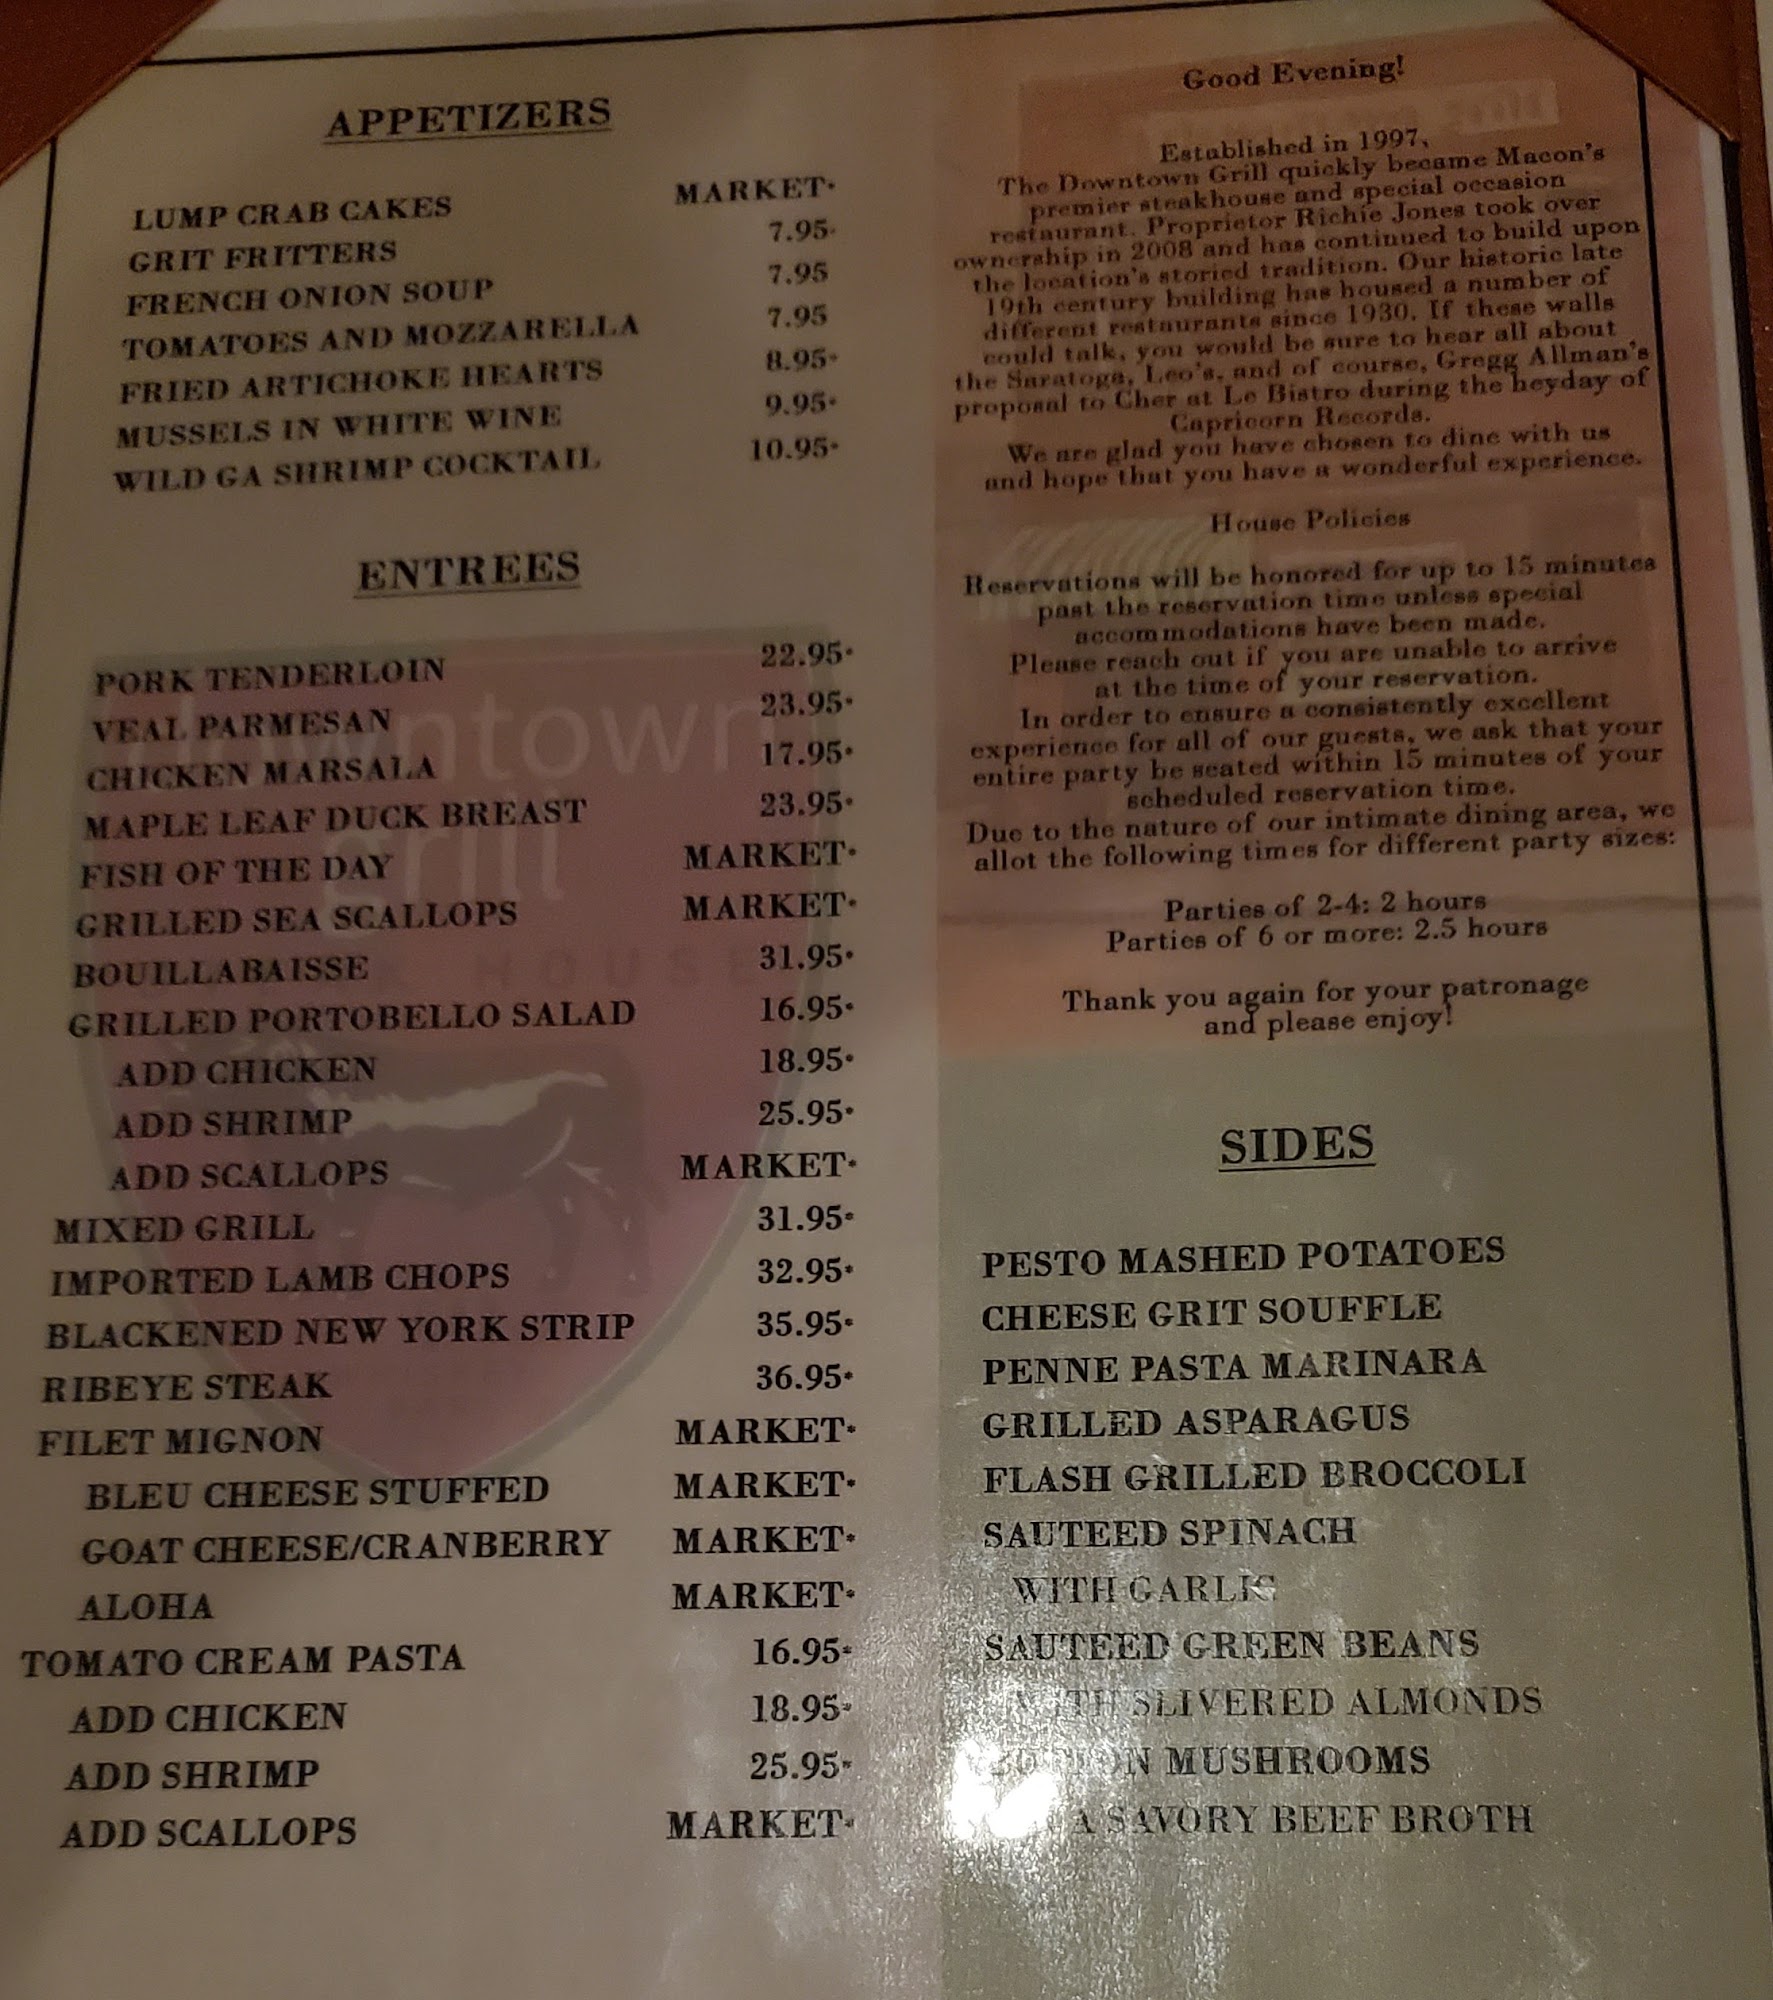 APPETIZERS
LUMP CRAB CAKES MARKET*
GRIT FRITTERS 7.95*
FRENCH ONION SOUP 7.95
TOMATOES AND MOZZARELLA 7.95
FRIED ARTICHOKE HEARTS 8.95*
MUSSELS IN WHITE WINE 9.95*
WILD GA SHRIMP COCKTAIL 10.95*
ENTREES
PORK TENDERLOIN 22.95*
VEAL PARMESAN 23.95*
CHICKEN MARSALA 17.95*
MAPLE LEAF DUCK BREAST 23.95*
FISH OF THE DAY MARKET*
GRILLED SEA SCALLOPS MARKET*
BOUILLABAISSE 31.95*
GRILLED PORTOBELLO SALAD 16.95*
ADD CHICKEN 18.95*
ADD SHRIMP 25.95*
ADD SCALLOPS MARKET*
MIXED GRILL 31.95*
IMPORTED LAMB CHOPS 32.95*
BLACKENED NEW YORK STRIP 35.95*
RIBEYE STEAK 36.95*
FILET MIGNON MARKET*
BLEU CHEESE STUFFED MARKET*
GOAT CHEESE/CRANBERRY MARKET*
ALOHA MARKET*
TOMATO CREAM PASTA 16.95*
ADD CHICKEN 18.95*
ADD SHRIMP 25.95*
ADD SCALLOPS MARKET*
downtown
grill
HOUSE
Good Evening!
Established in 1997,
The Downtown Grill quickly became Macon's
premier steakhouse and special occasion
restaurant. Proprietor Richie Jones took over
ownership in 2008 and has continued to build upon
the location's storied tradition. Our historic late
19th century building has housed a number of
different restaurants since 1930. If these walls
could talk, you would be sure to hear all about
the Saratoga, Leo's, and of course, Gregg Allman's
proposal to Cher at Le Bistro during the heyday of
Capricorn Records.
We are glad you have chosen to dine with us
and hope that you have a wonderful experience.
House Policies
Reservations will be honored for up to 15 minutes
past the reservation time unless special
accommodations have been made.
Please reach out if you are unable to arrive
at the time of your reservation.
In order to ensure a consistently excellent
experience for all of our guests, we ask that your
entire party be seated within 15 minutes of your
scheduled reservation time.
Due to the nature of our intimate dining area, we
allot the following times for different party sizes:
Parties of 2-4: 2 hours
Parties of 6 or more: 2.5 hours
Thank you again for your patronage
and please enjoy!
SIDES
PESTO MASHED POTATOES
CHEESE GRIT SOUFFLE
PENNE PASTA MARINARA
GRILLED ASPARAGUS
FLASH GRILLED BROCCOLI
SAUTEED SPINACH
WITH GARLIC
SAUTEED GREEN BEANS
WITH SLIVERED ALMONDS
BUTTON MUSHROOMS
A SAVORY BEEF BROTH